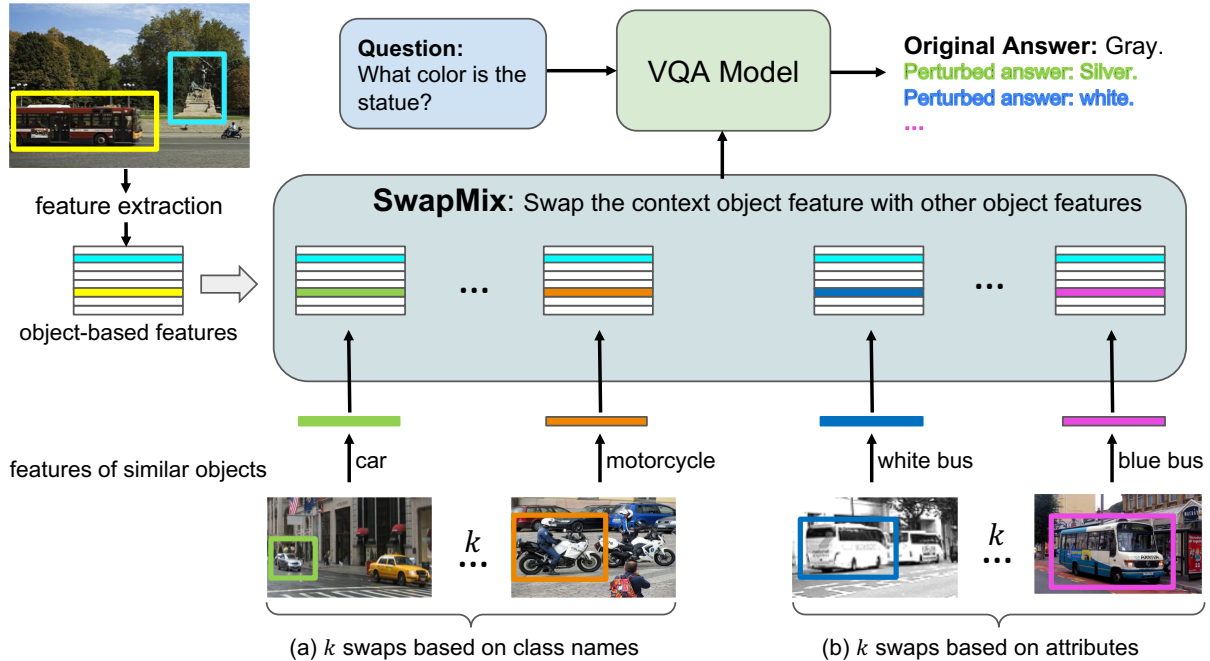 Question:
What color is the
statue?
VQA Model
Original Answer: Gray.
Perturbed answer: Silver.
Perturbed answer: white.
...
feature extraction
SwapMix: Swap the context object feature with other object features
... ...
object-based features
features of similar objects
car
motorcycle
white bus
blue bus
k
...
k
...
(a) k swaps based on class names
(b) k swaps based on attributes